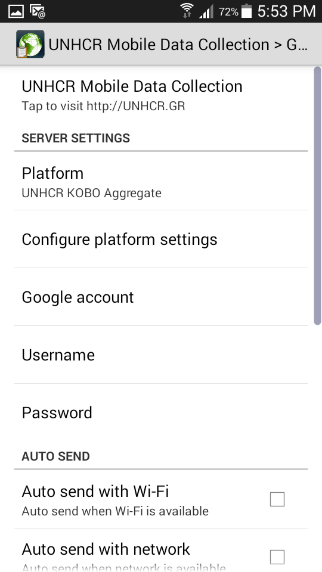 72% 5:53 PM
UNHCR Mobile Data Collection > G...
UNHCR Mobile Data Collection
Tap to visit http://UNHCR.GR
SERVER SETTINGS
Platform
UNHCR KOBO Aggregate
Configure platform settings
Google account
Username
Password
AUTO SEND
Auto send with Wi-Fi
Auto send when Wi-Fi is available
Auto send with network
Auto send when network is available